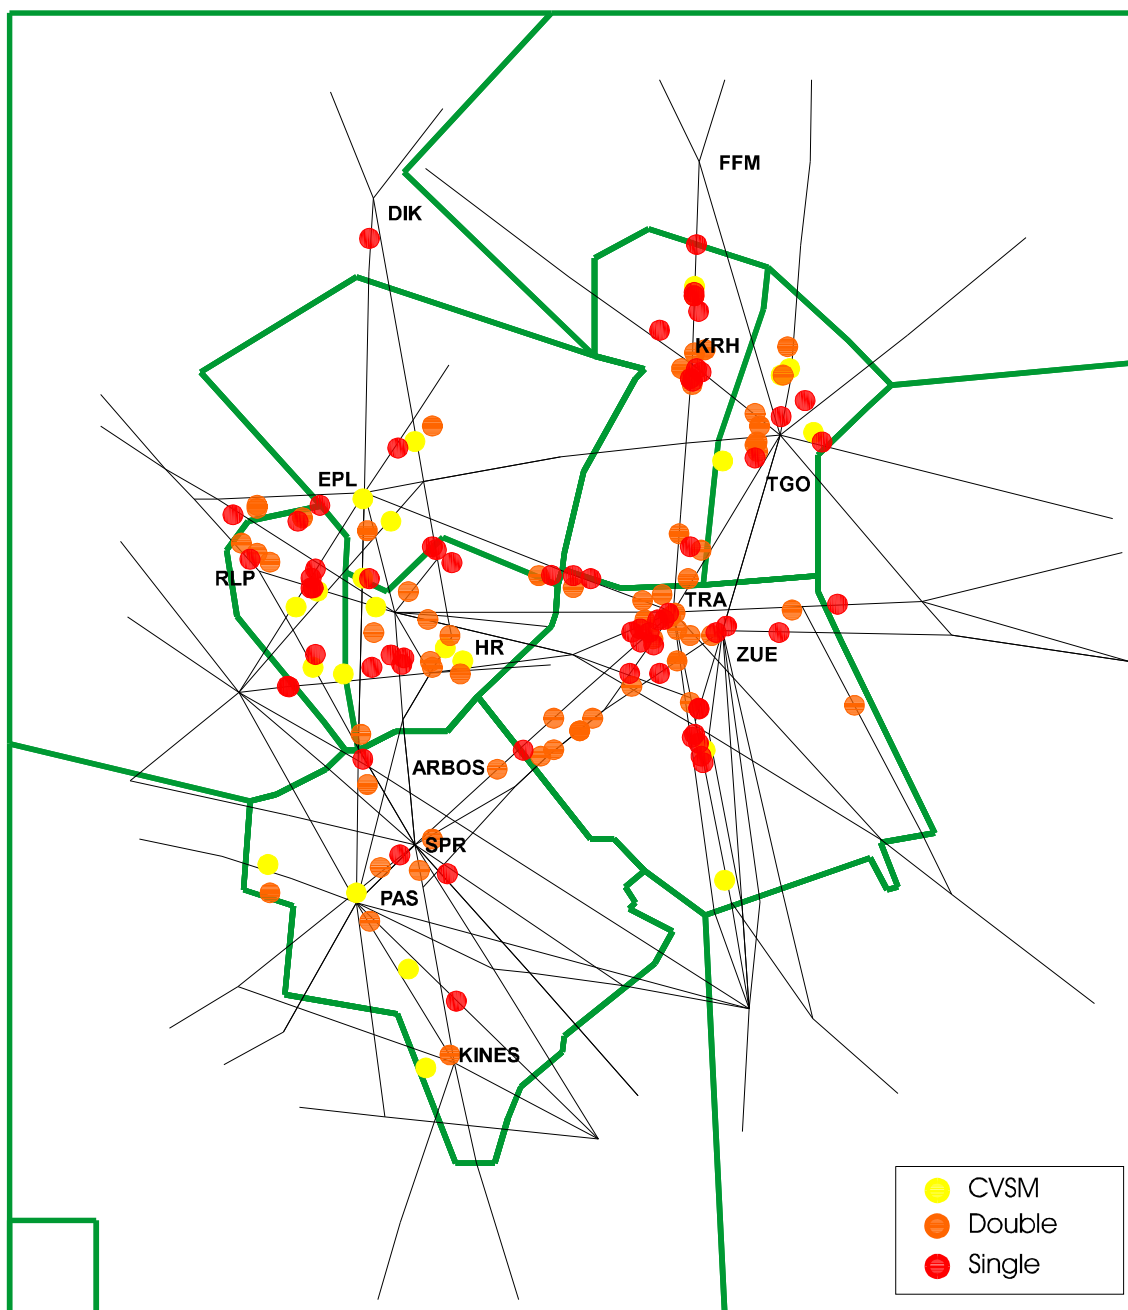 FFM
DIK
KRH
EPL
TGO
RLP
TRA
HR
ZUE
ARBOS
SPR
PAS
KINES
CVSM
Double
Single